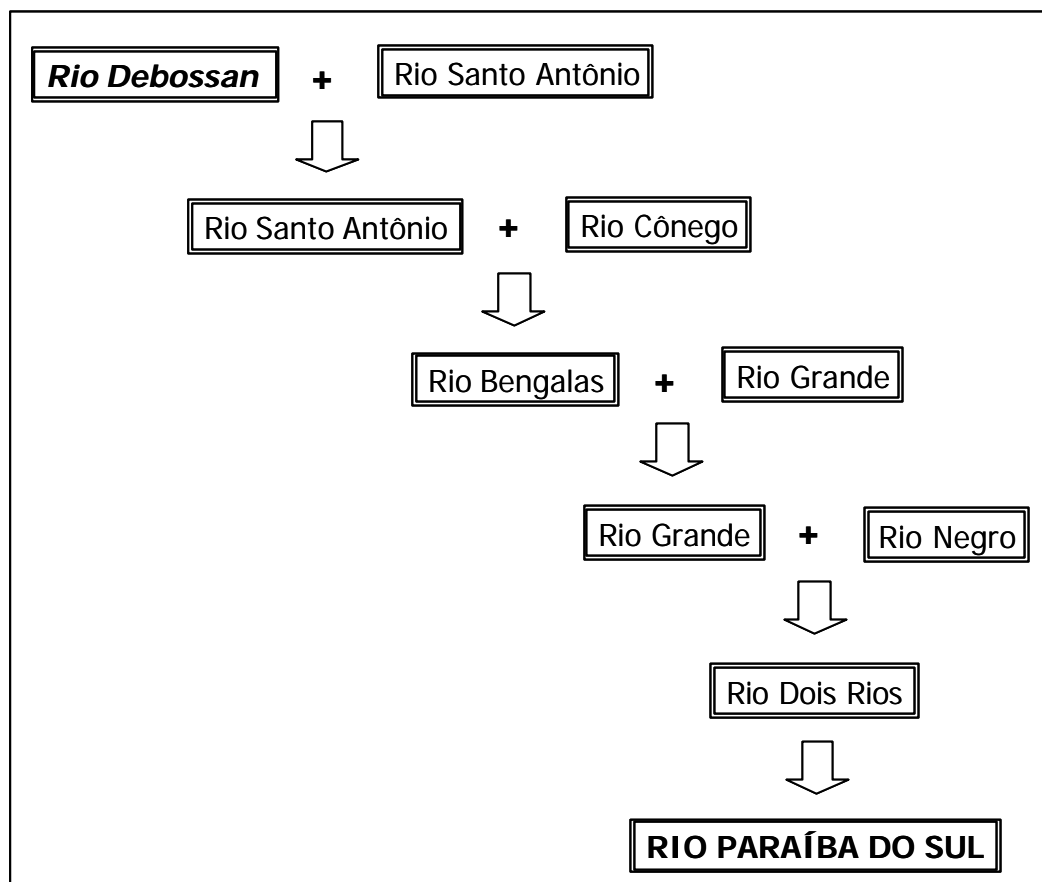 Rio Debossan + Rio Santo Antônio
Rio Santo Antônio + Rio Cônego
Rio Bengalas + Rio Grande
Rio Grande + Rio Negro
Rio Dois Rios
RIO PARAÍBA DO SUL